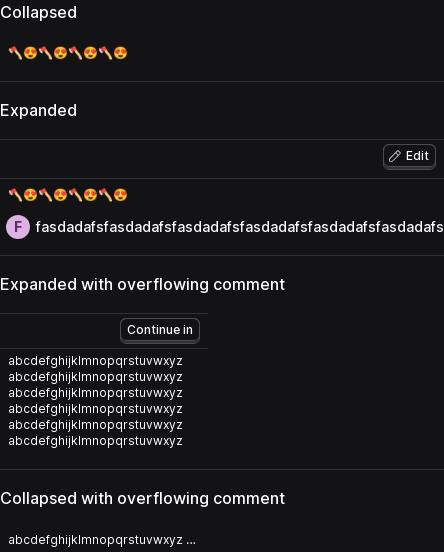 Collapsed
🪓😍🪓😍🪓😍🪓😍
Expanded
Edit
🪓😍🪓😍🪓😍🪓😍
F fasdadafsfasdadafsfasdadafsfasdadafsfasdadafsfasdadafs
Expanded with overflowing comment
Continue in
abcdefghijklmnopqrstuvwxyz
abcdefghijklmnopqrstuvwxyz
abcdefghijklmnopqrstuvwxyz
abcdefghijklmnopqrstuvwxyz
abcdefghijklmnopqrstuvwxyz
abcdefghijklmnopqrstuvwxyz
Collapsed with overflowing comment
abcdefghijklmnopqrstuvwxyz ...